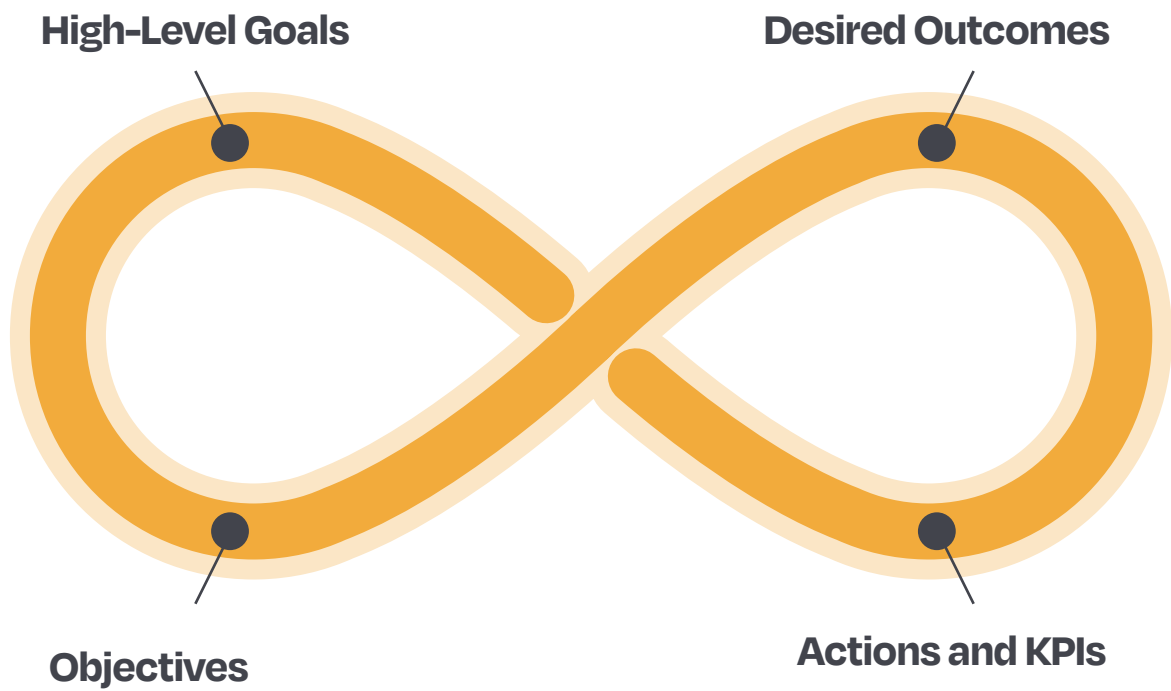 High-Level Goals
Desired Outcomes
Objectives
Actions and KPIs